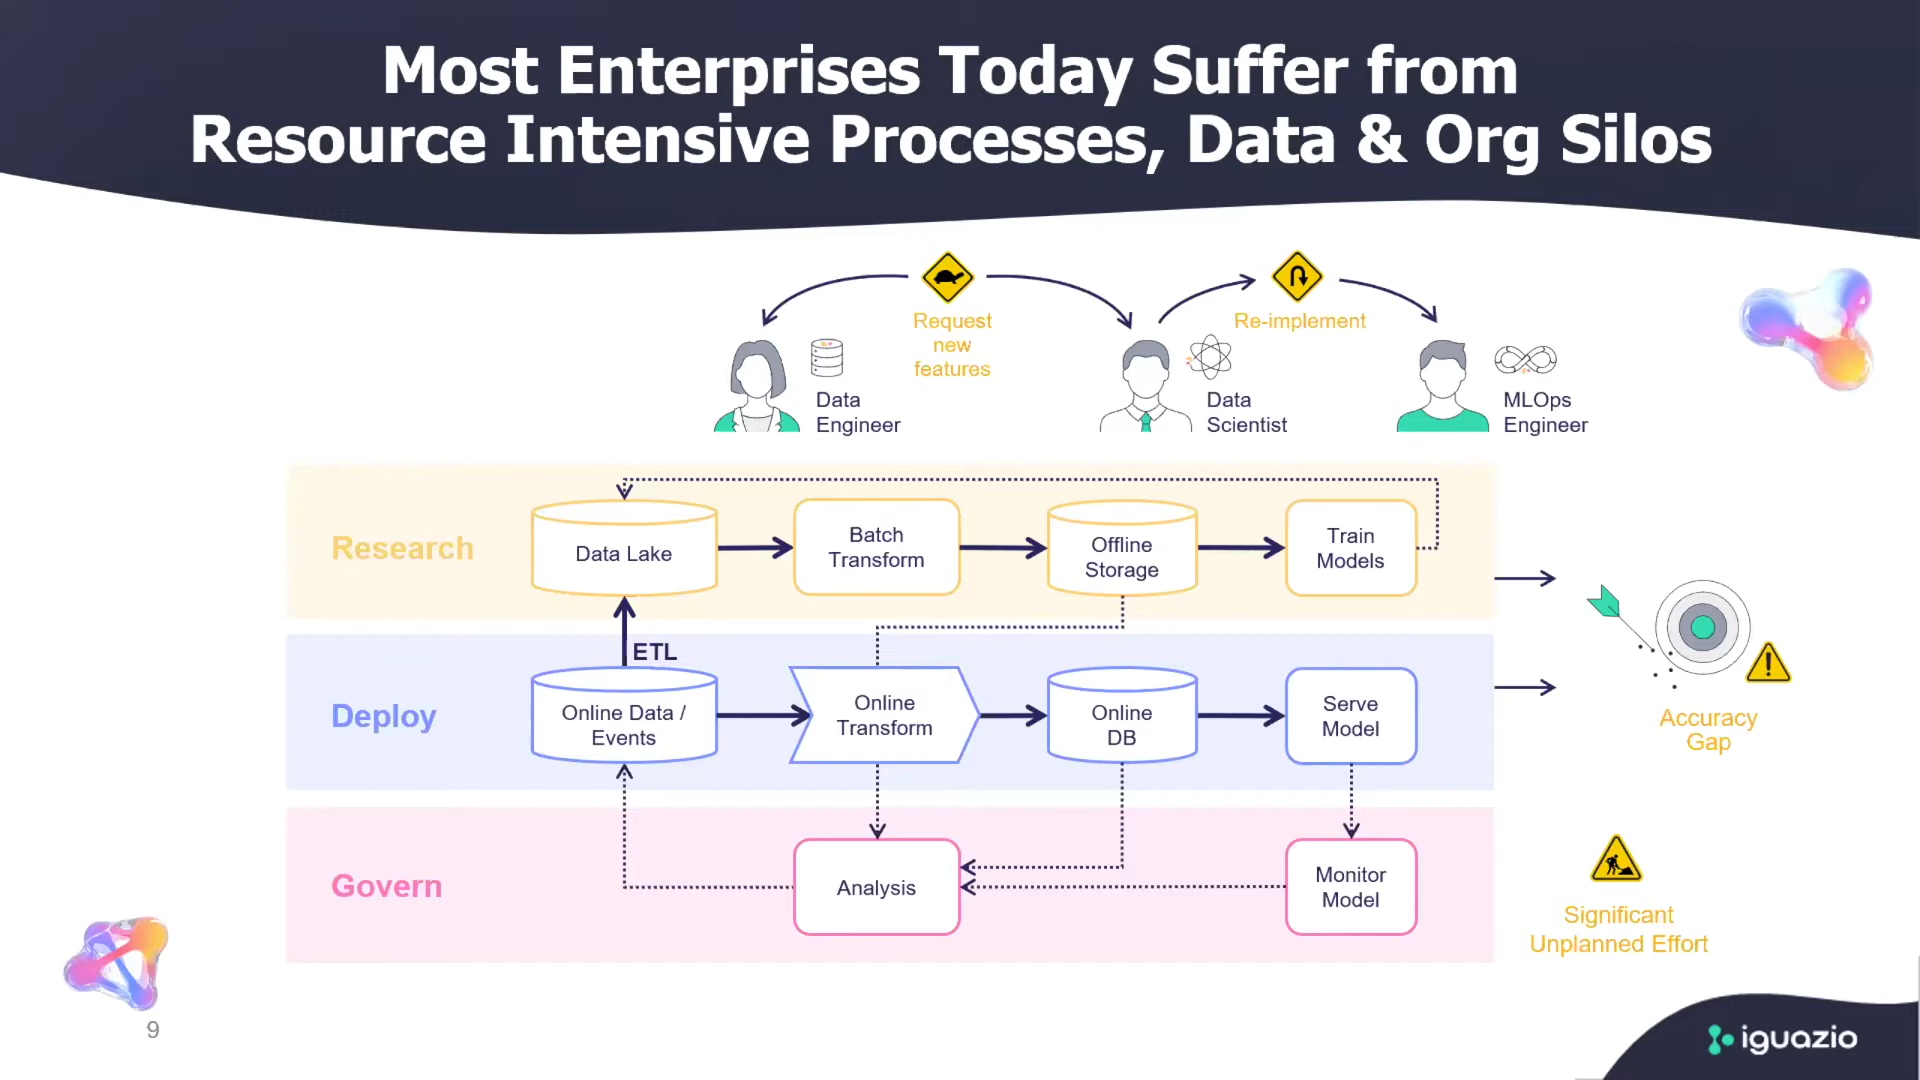 Most Enterprises Today Suffer from
Resource Intensive Processes, Data & Org Silos
Request
new
features
Re-implement
Data
Engineer
Data
Scientist
MLOps
Engineer
Research
Data Lake
Batch
Transform
Offline
Storage
Train
Models
ETL
Deploy
Online Data /
Events
Online
Transform
Online
DB
Serve
Model
Accuracy
Gap
Govern
Analysis
Monitor
Model
Significant
Unplanned Effort
9
iguazio